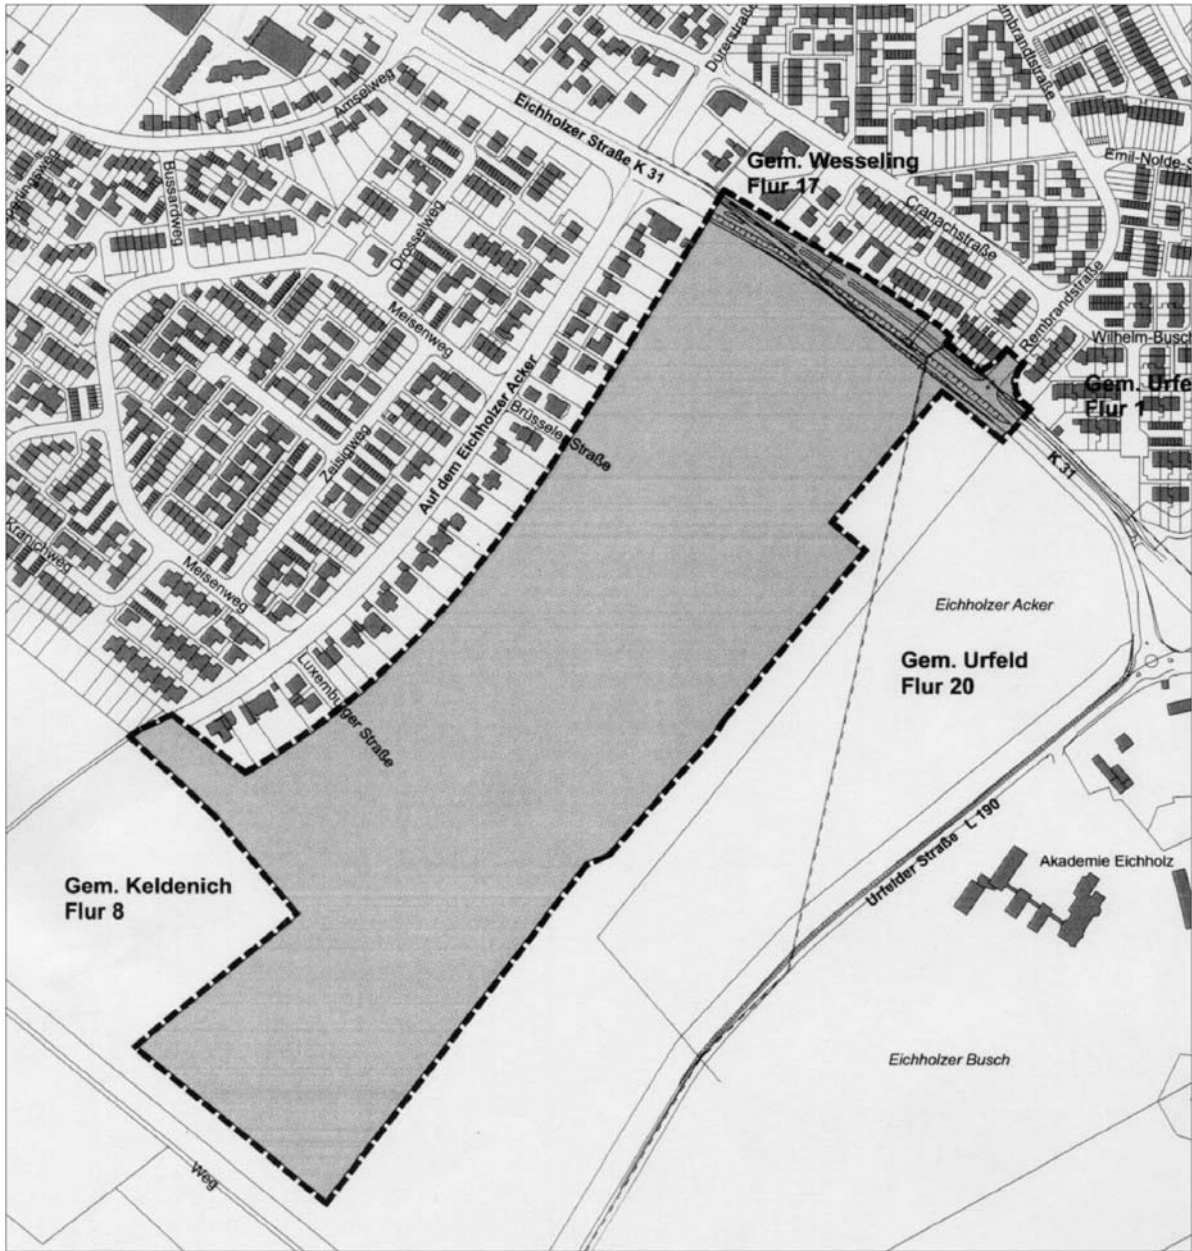 Dürerstraße
Rembrandtstraße
Amselweg
Eichholzer Straße K 31
Gem. Wesseling
Flur 17
Emil-Nolde-S
Bussardweg
Drosselweg
Cranachstraße
Meisenweg
Rembrandtstraße
Wilhelm-Busch
Gem. Urfe
Flur 1
Auf dem Eichholzer Acker
Brüsseler Straße
Zeisigweg
K 31
Kranichweg
Meisenweg
Eichholzer Acker
Gem. Urfeld
Flur 20
Luxemburger Straße
Urfelder Straße L 190
Akademie Eichholz
Gem. Keldenich
Flur 8
Eichholzer Busch
Weg